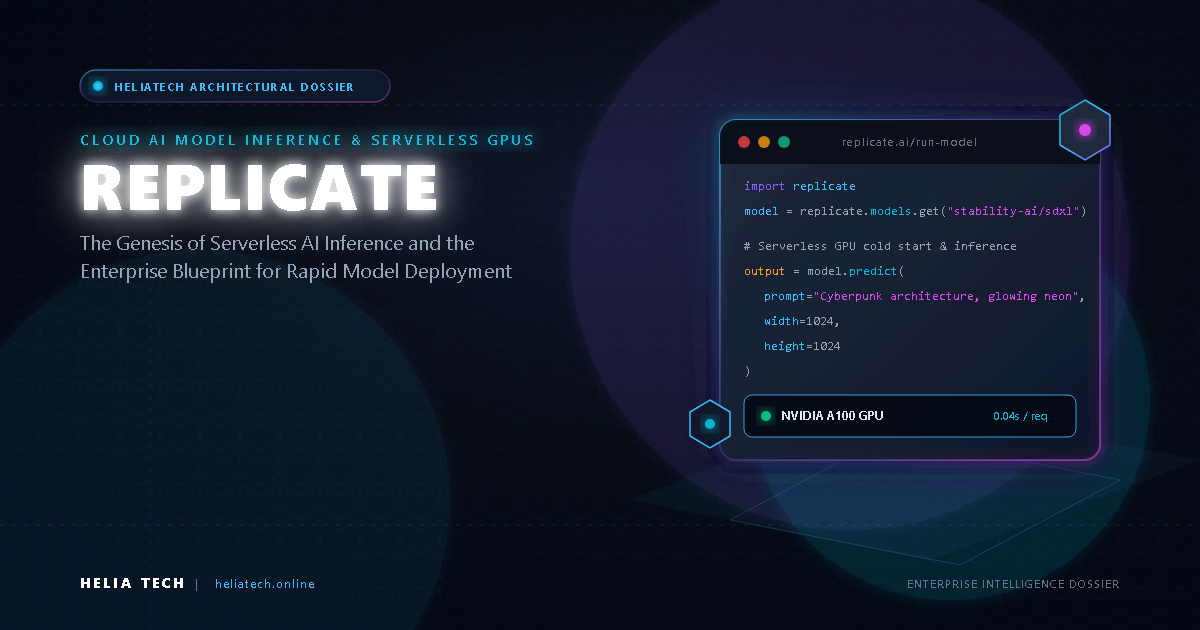 HELIATECH ARCHITECTURAL DOSSIER
CLOUD AI MODEL INFERENCE & SERVERLESS GPUS
REPLICATE
The Genesis of Serverless AI Inference and the
Enterprise Blueprint for Rapid Model Deployment
replicate.ai/run-model
import replicate
model = replicate.models.get("stability-ai/sdxl")
# Serverless GPU cold start & inference
output = model.predict(
prompt="Cyberpunk architecture, glowing neon",
width=1024,
height=1024
)
NVIDIA A100 GPU 0.04s / req
HELIA TECH | heliatech.online
ENTERPRISE INTELLIGENCE DOSSIER